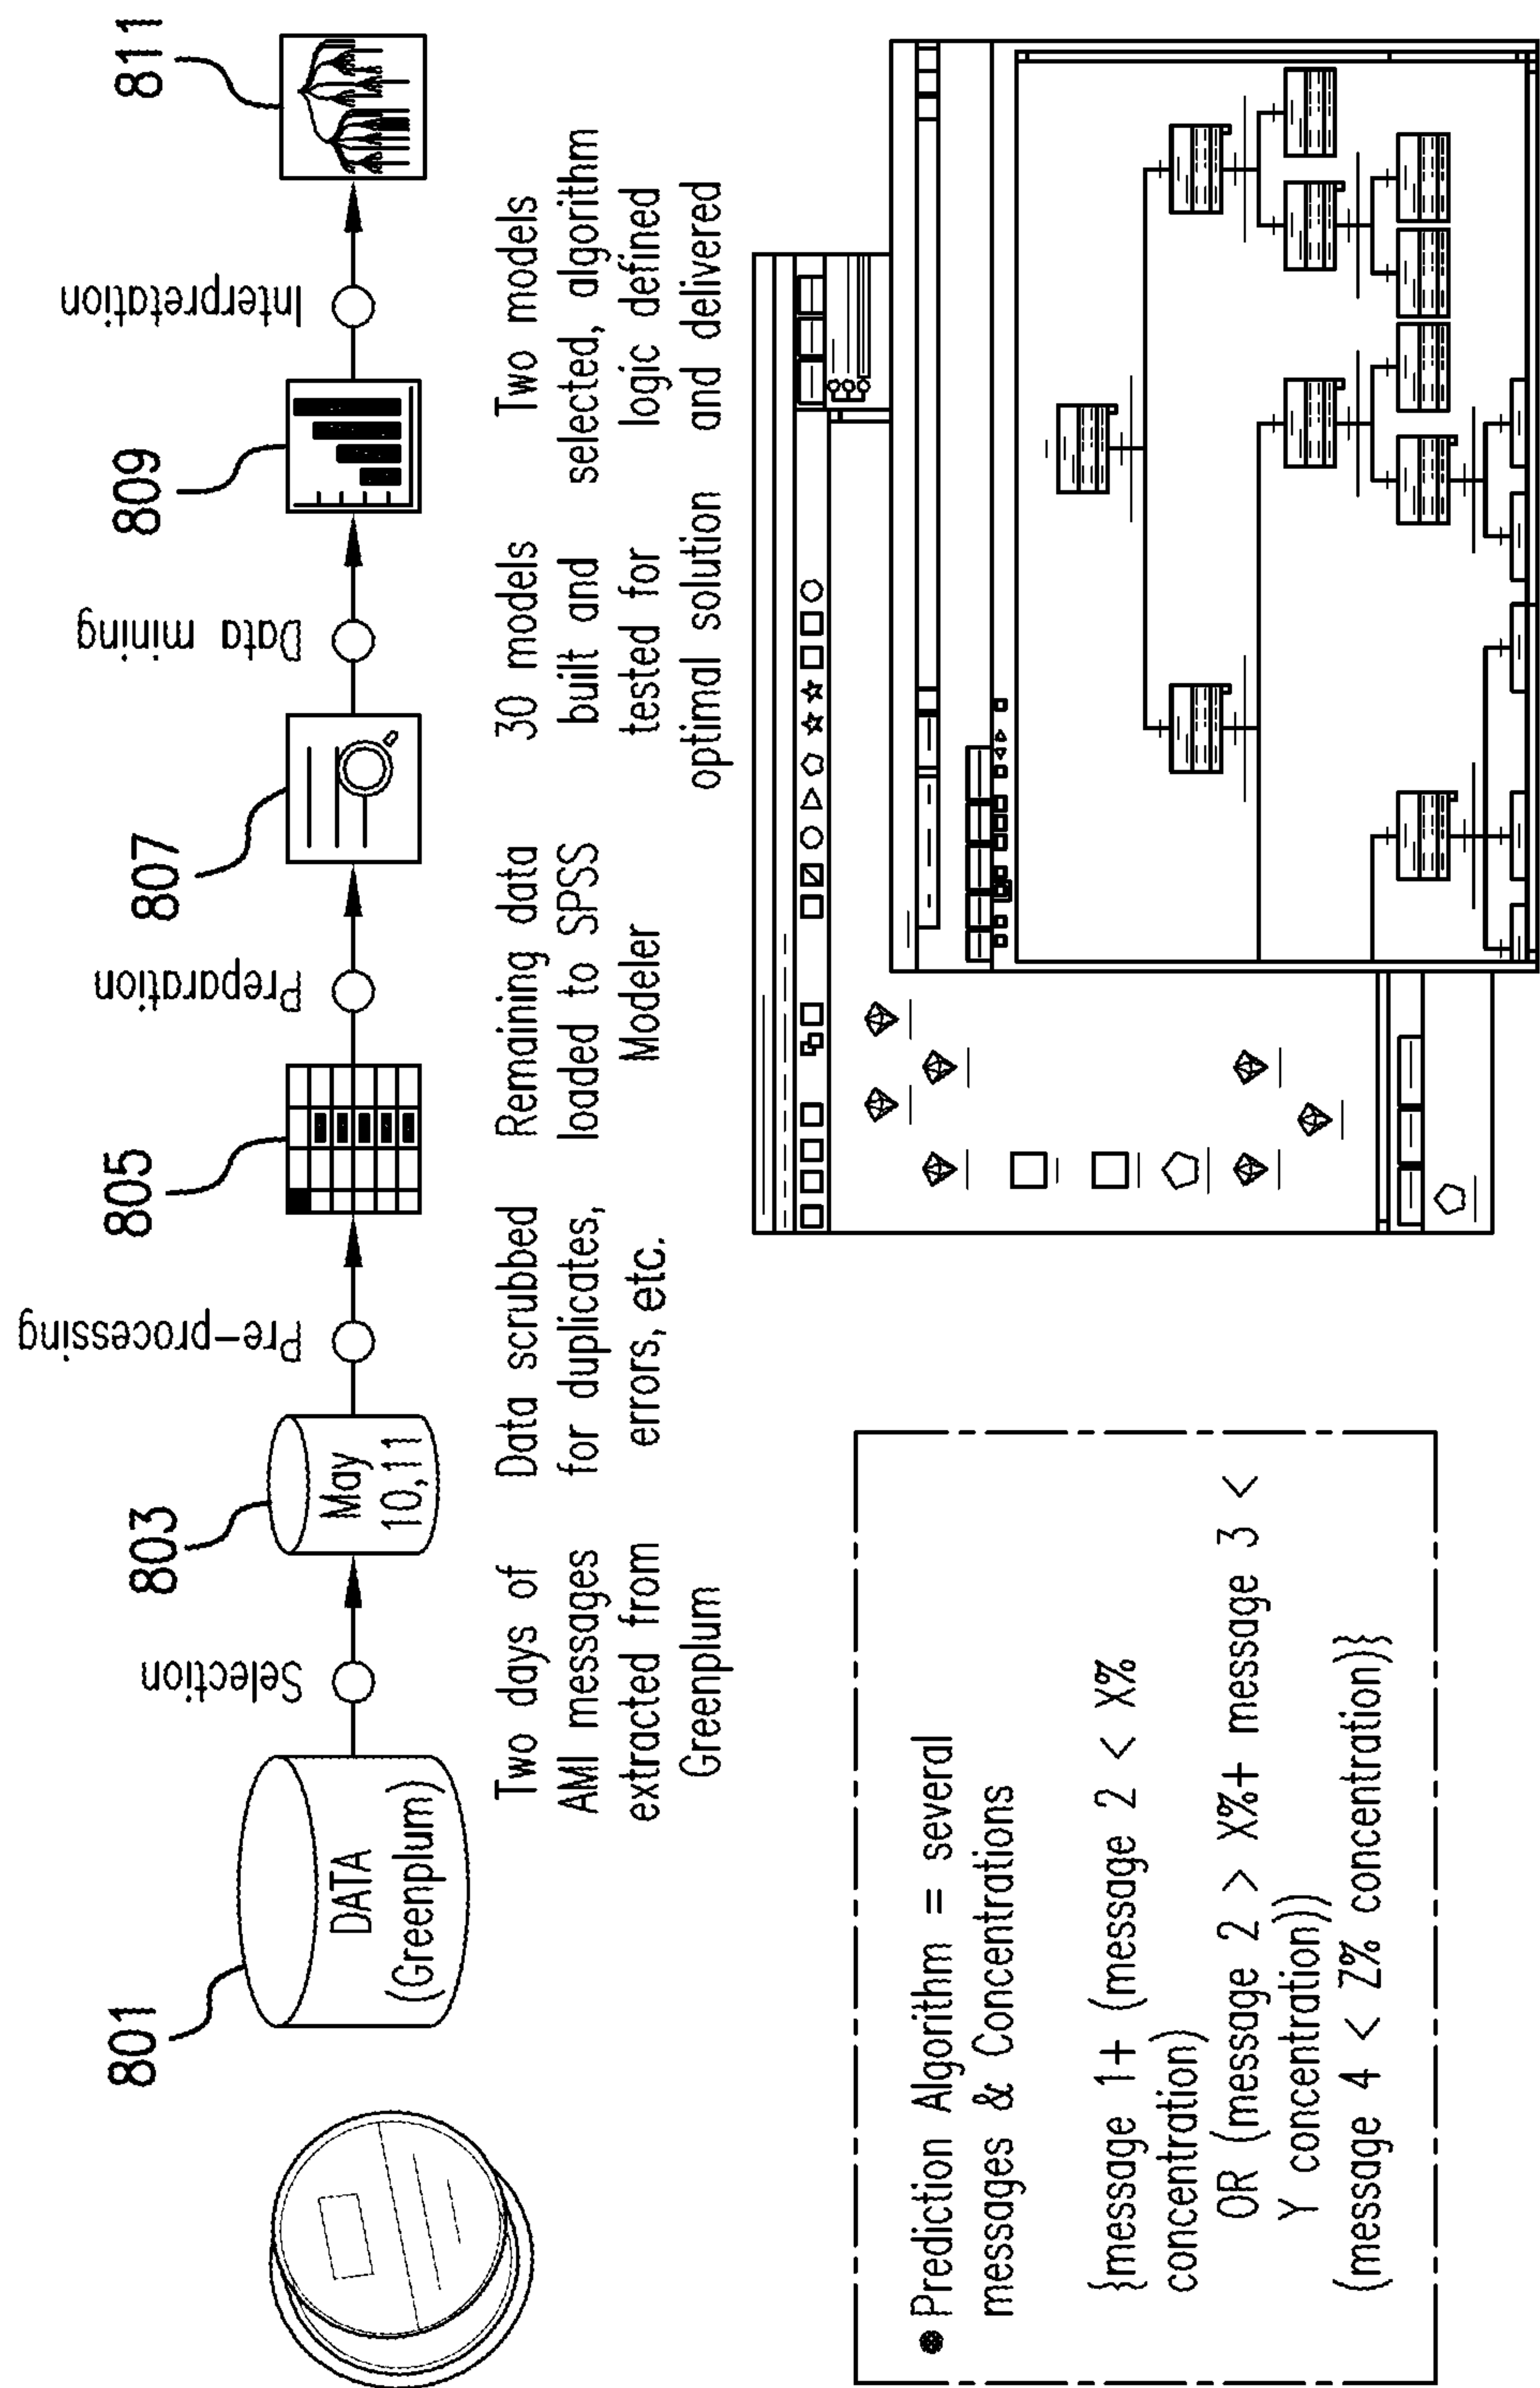 801
DATA
(Greenplum)
Selection
803
May
10,11
Pre-processing
805
Preparation
807
Data mining
809
Interpretation
811
Two days of
AMI messages
extracted from
Greenplum
Data scrubbed
for duplicates,
errors, etc.
Remaining data
loaded to SPSS
Modeler
30 models
built and
tested for
optimal solution
Two models
selected, algorithm
logic defined
and delivered
Prediction Algorithm = several
messages & Concentrations
{message 1+ (message 2 < X%
concentration)
OR (message 2 > X%+ message 3 <
Y concentration))
(message 4 < Z% concentration)}